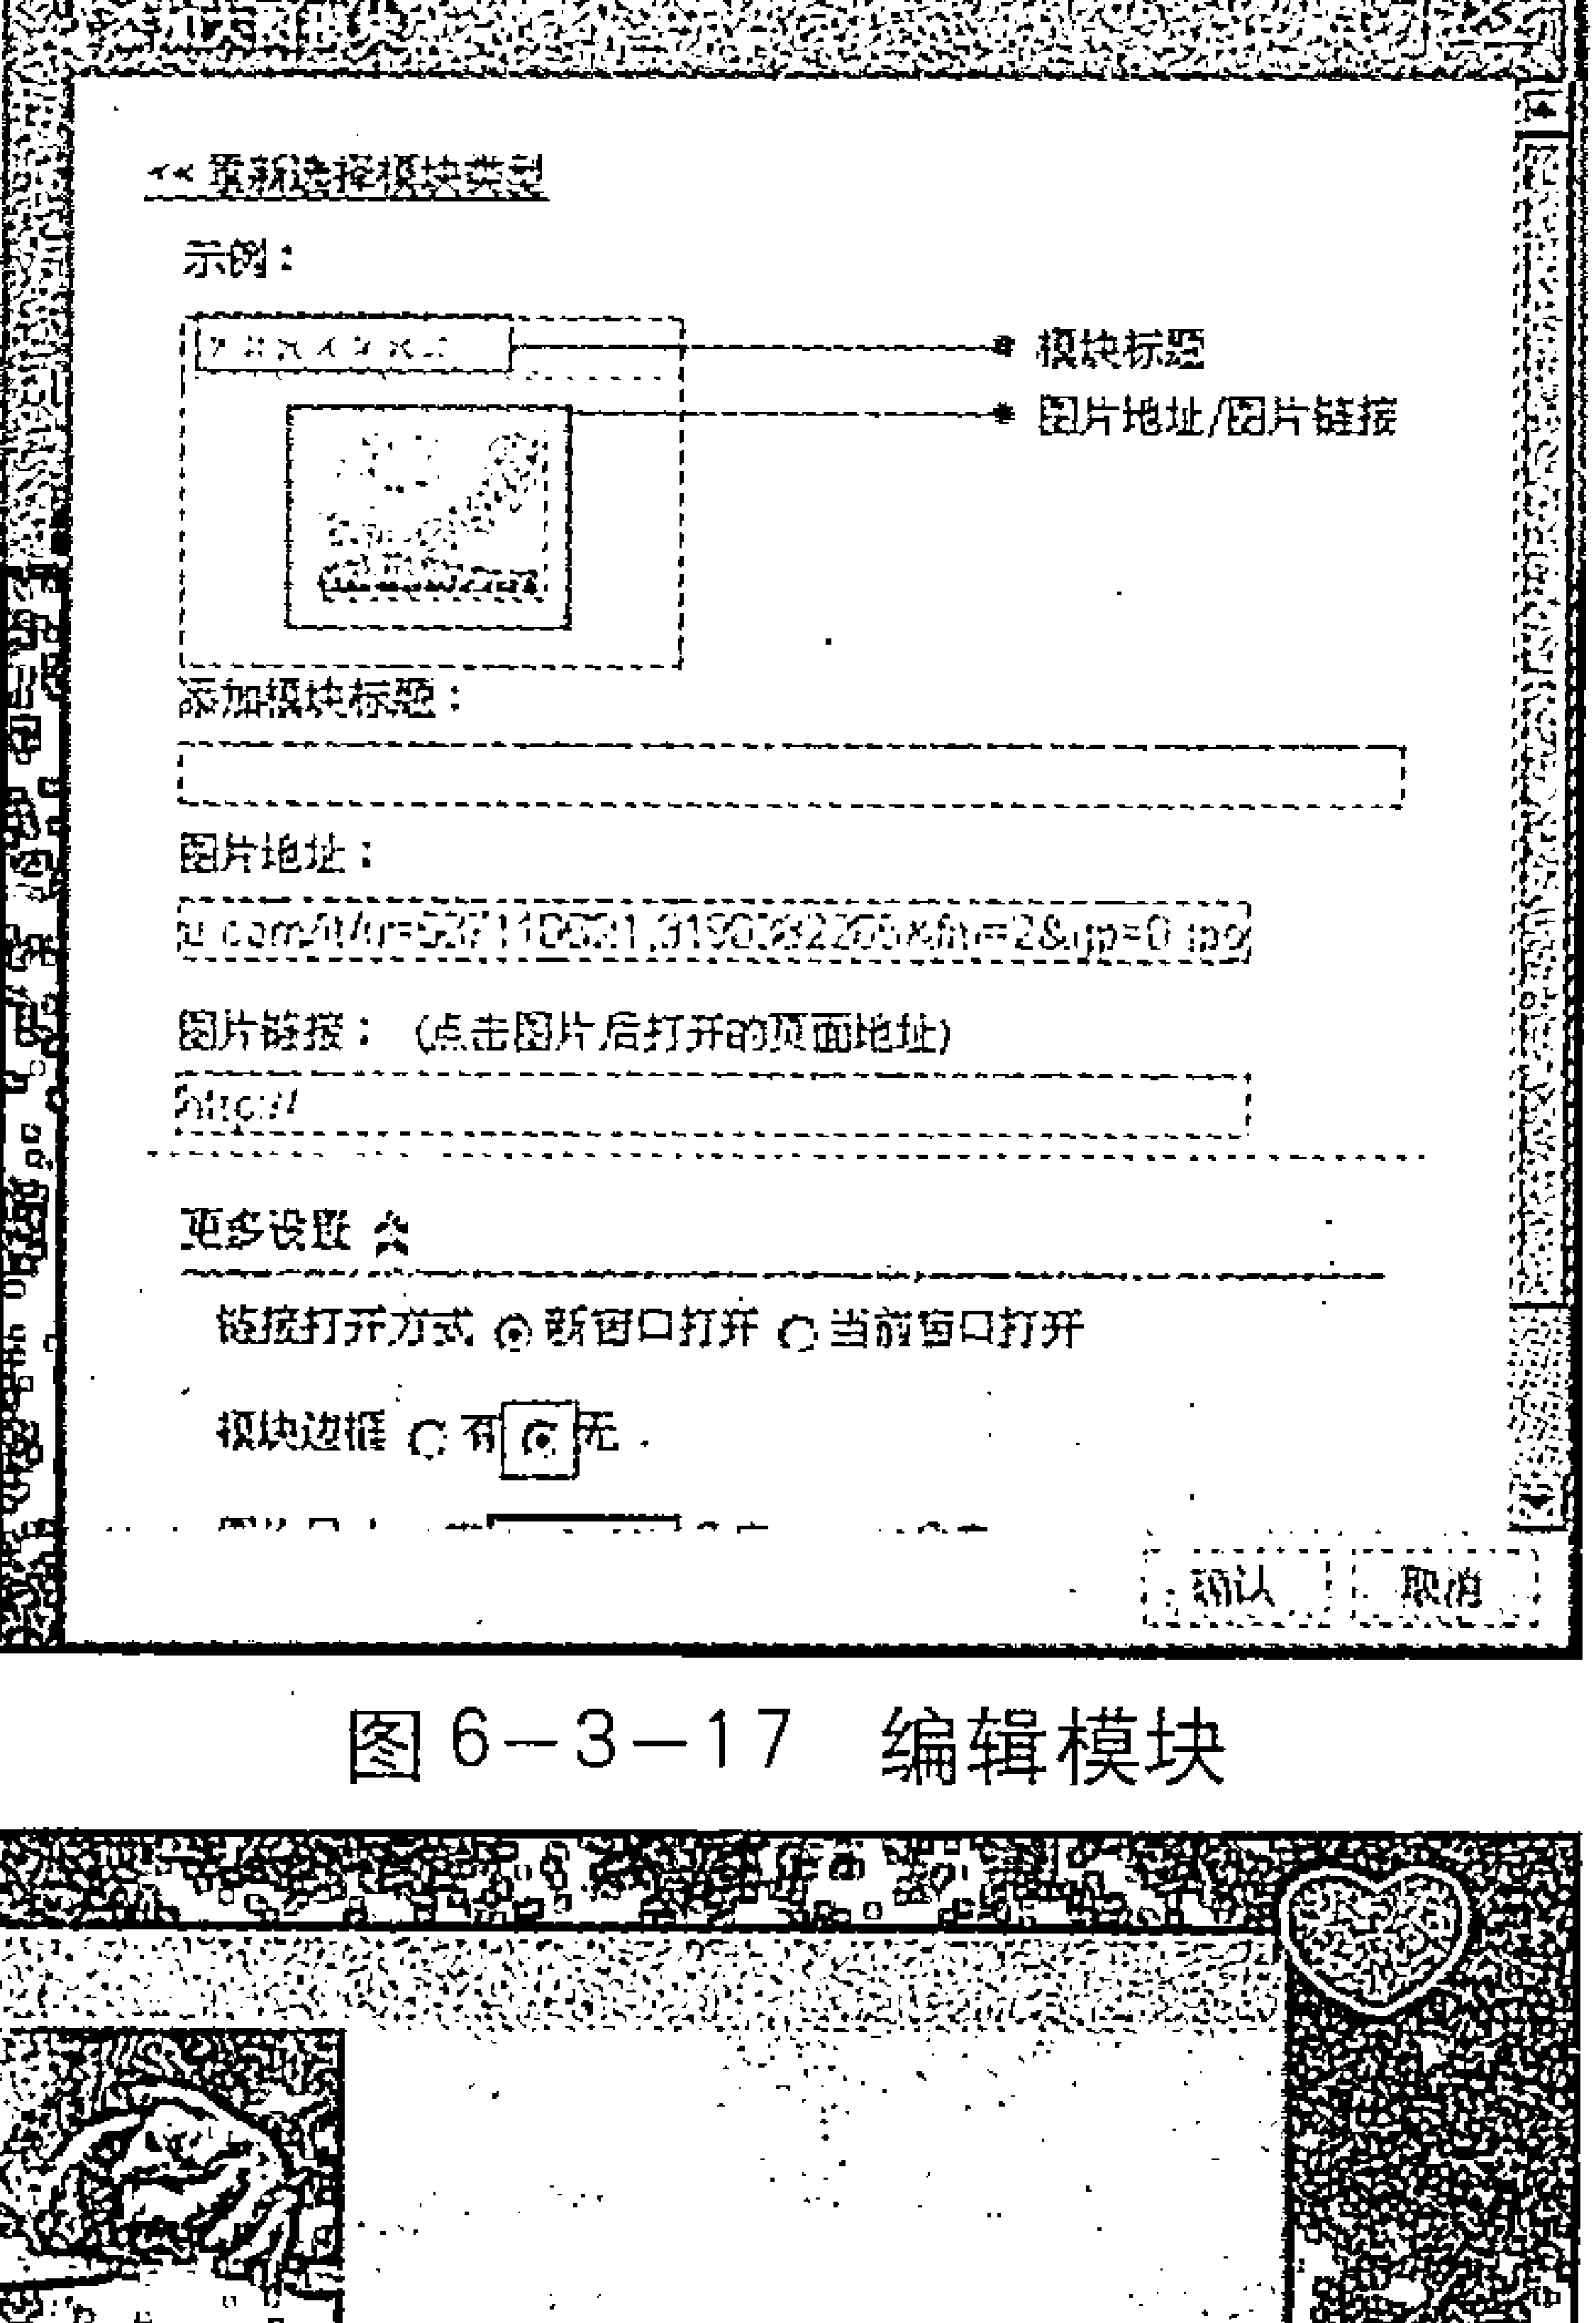 << 重新选择模块类型
示例：
模块标题
图片地址/图片链接
添加模块标题：
图片地址：
图片链接： (点击图片后打开的页面地址)
http://
更多设置
链接打开方式 新窗口打开 当前窗口打开
模块边框 有 无
确认 取消
图 6-3-17 编辑模块